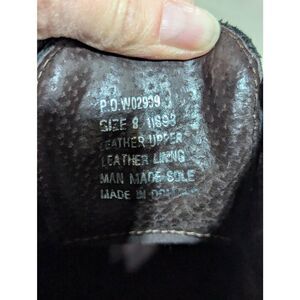 P.O.W02939
SIZE 8
LEATHER UPPER
LEATHER LINING
MAN MADE SOLE
MADE IN